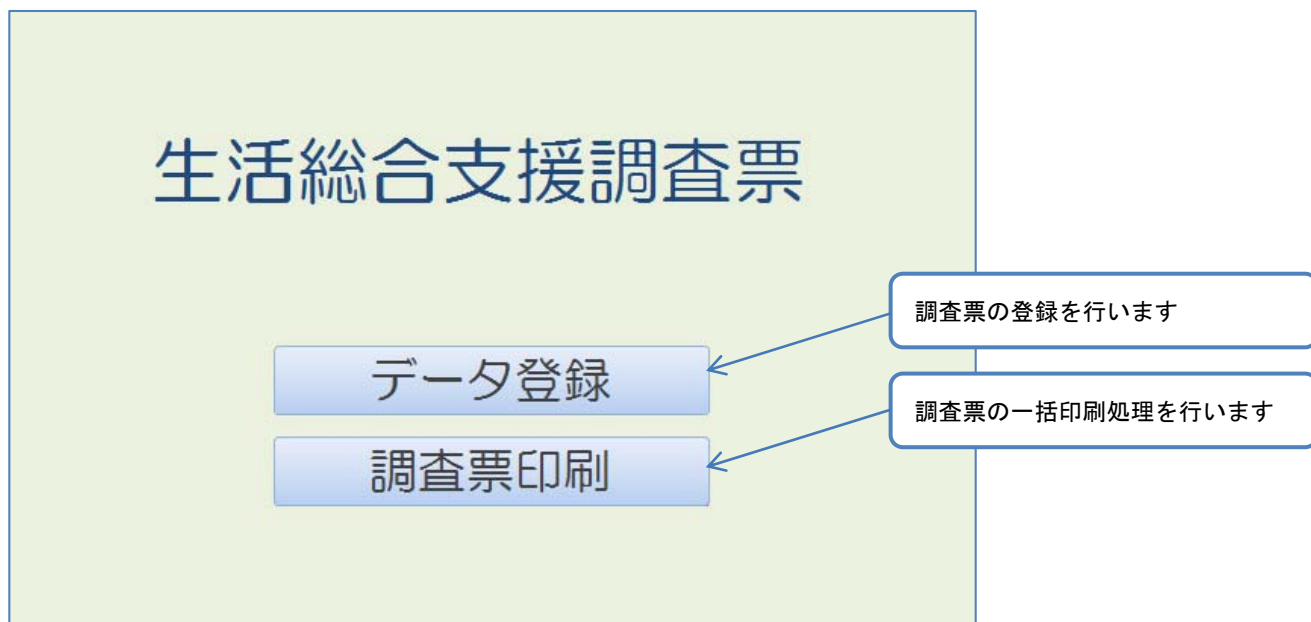 生活総合支援調査票
調査票の登録を行います
データ登録
調査票の一括印刷処理を行います
調査票印刷